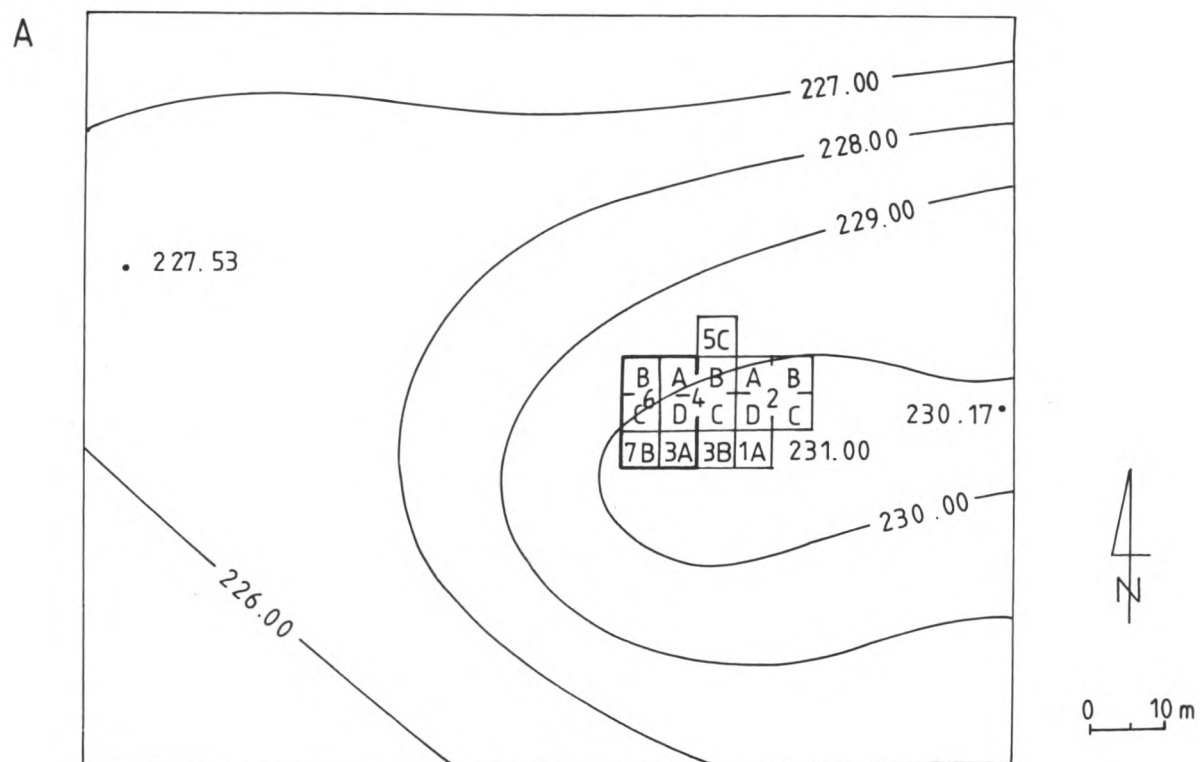 A
227.00
228.00
229.00
227.53
5C
B A B A B
6 4 2
C D C D C
230.17
7B 3A 3B 1A 231.00
230.00
226.00
N
0 10 m